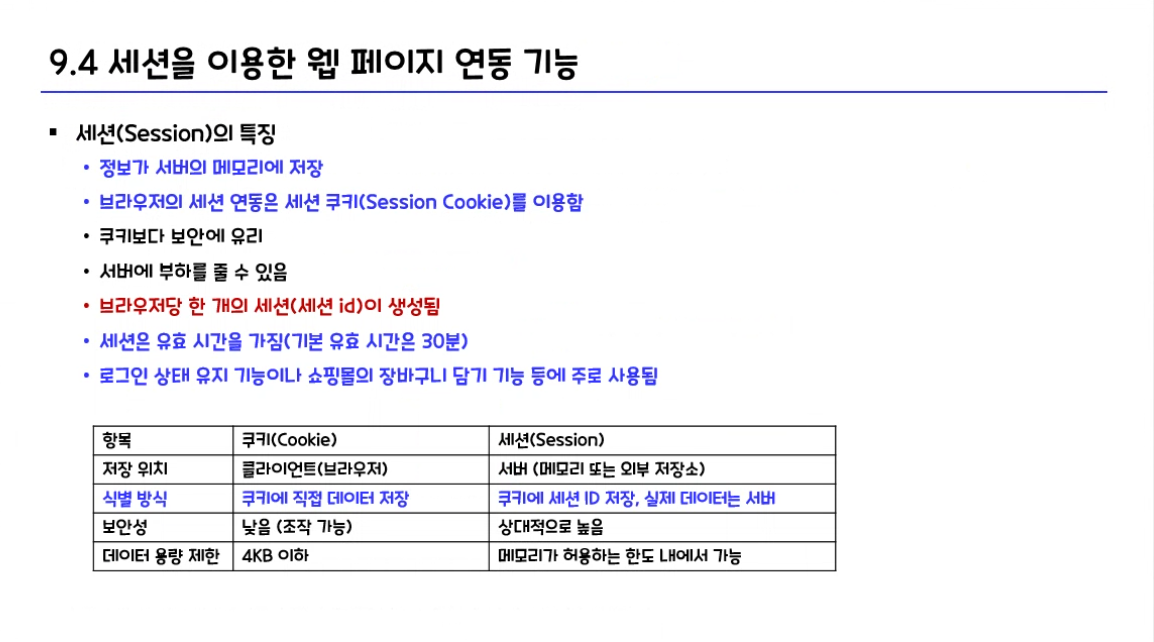 9.4 세션을 이용한 웹 페이지 연동 기능
▪ 세션(Session)의 특징
• 정보가 서버의 메모리에 저장
• 브라우저의 세션 연동은 세션 쿠키(Session Cookie)를 이용함
• 쿠키보다 보안에 유리
• 서버에 부하를 줄 수 있음
• 브라우저당 한 개의 세션(세션 id)이 생성됨
• 세션은 유효 시간을 가짐(기본 유효 시간은 30분)
• 로그인 상태 유지 기능이나 쇼핑몰의 장바구니 담기 기능 등에 주로 사용됨
항목 쿠키(Cookie) 세션(Session)
저장 위치 클라이언트(브라우저) 서버 (메모리 또는 외부 저장소)
식별 방식 쿠키에 직접 데이터 저장 쿠키에 세션 ID 저장, 실제 데이터는 서버
보안성 낮음 (조작 가능) 상대적으로 높음
데이터 용량 제한 4KB 이하 메모리가 허용하는 한도 내에서 가능